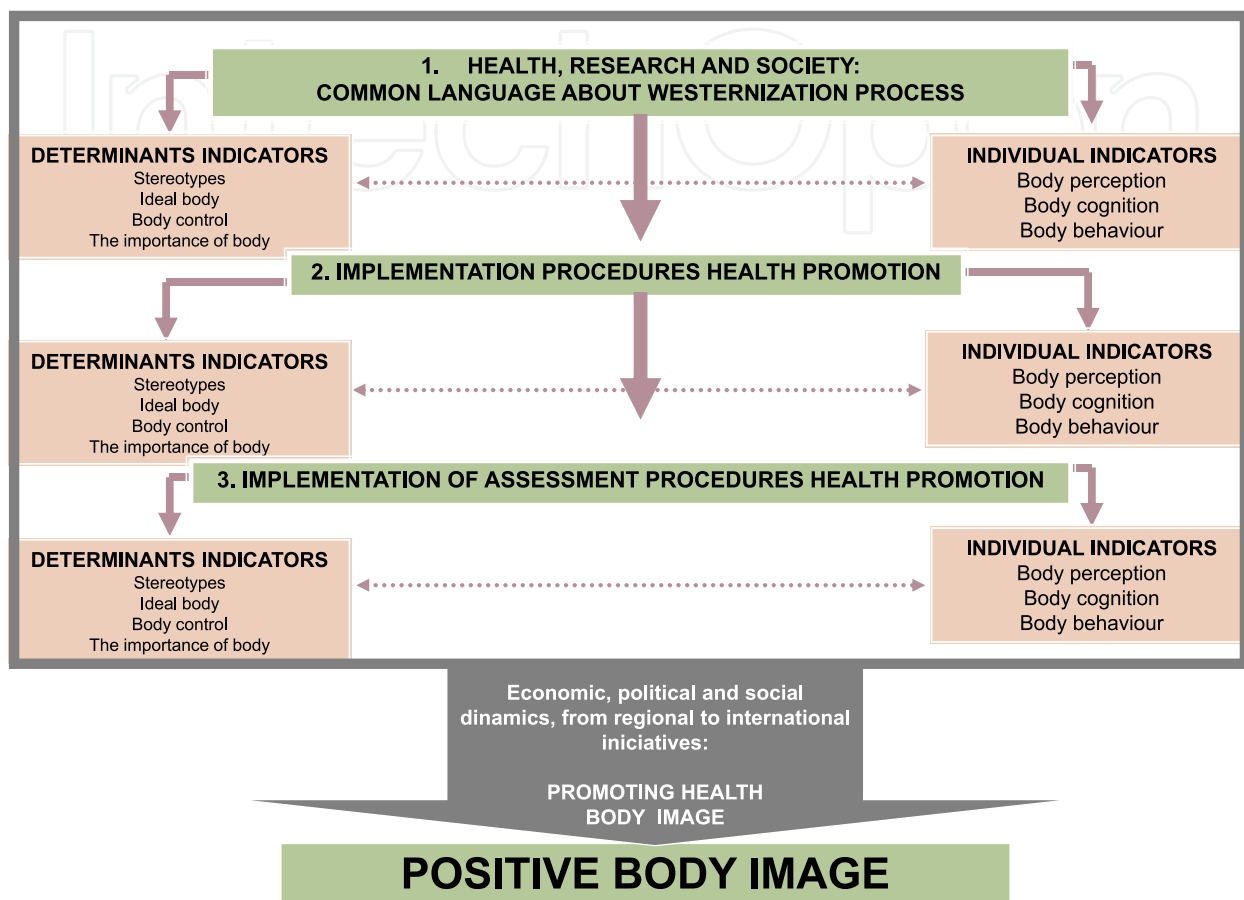 IntechOpen
1. HEALTH, RESEARCH AND SOCIETY:
COMMON LANGUAGE ABOUT WESTERNIZATION PROCESS
DETERMINANTS INDICATORS
Stereotypes
Ideal body
Body control
The importance of body
INDIVIDUAL INDICATORS
Body perception
Body cognition
Body behaviour
2. IMPLEMENTATION PROCEDURES HEALTH PROMOTION
DETERMINANTS INDICATORS
Stereotypes
Ideal body
Body control
The importance of body
INDIVIDUAL INDICATORS
Body perception
Body cognition
Body behaviour
3. IMPLEMENTATION OF ASSESSMENT PROCEDURES HEALTH PROMOTION
DETERMINANTS INDICATORS
Stereotypes
Ideal body
Body control
The importance of body
INDIVIDUAL INDICATORS
Body perception
Body cognition
Body behaviour
Economic, political and social
dinamics, from regional to international
iniciatives:
PROMOTING HEALTH
BODY IMAGE
POSITIVE BODY IMAGE